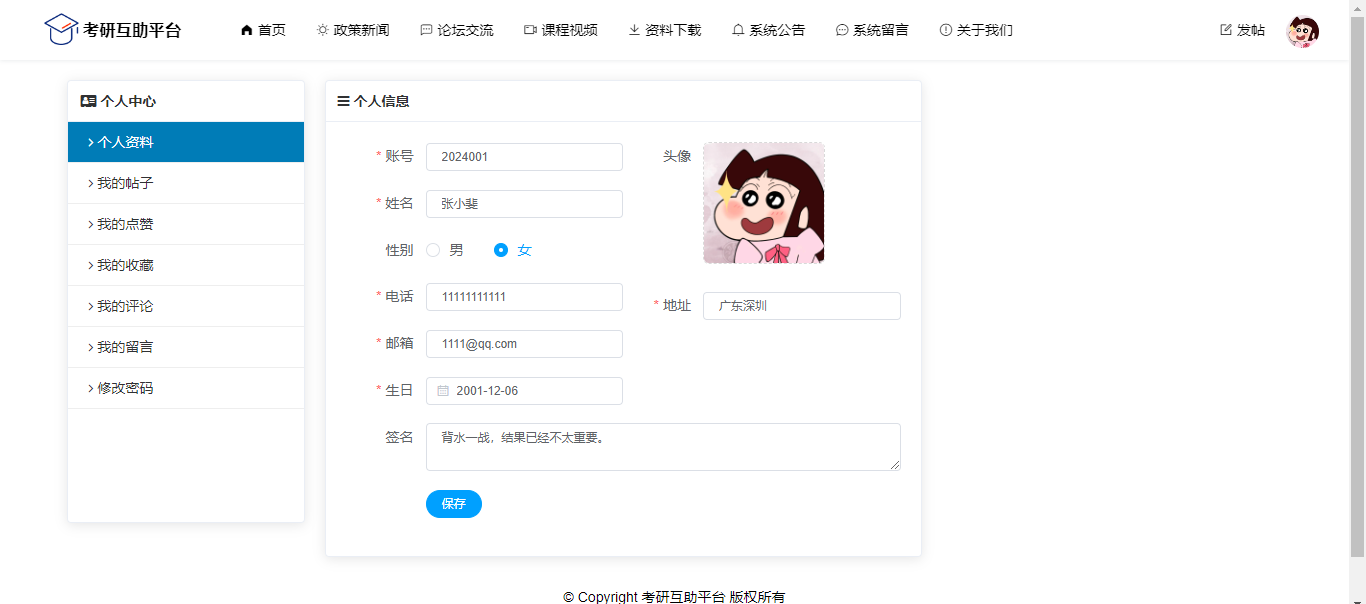 考研互助平台 首页 政策新闻 论坛交流 课程视频 资料下载 系统公告 系统留言 关于我们 发帖
个人中心
个人资料
我的帖子
我的点赞
我的收藏
我的评论
我的留言
修改密码
个人信息
* 账号 2024001
头像
* 姓名 张小斐
性别 男 女
* 电话 11111111111
* 地址 广东深圳
* 邮箱 1111@qq.com
* 生日 2001-12-06
签名 背水一战，结果已经不太重要。
保存
© Copyright 考研互助平台 版权所有